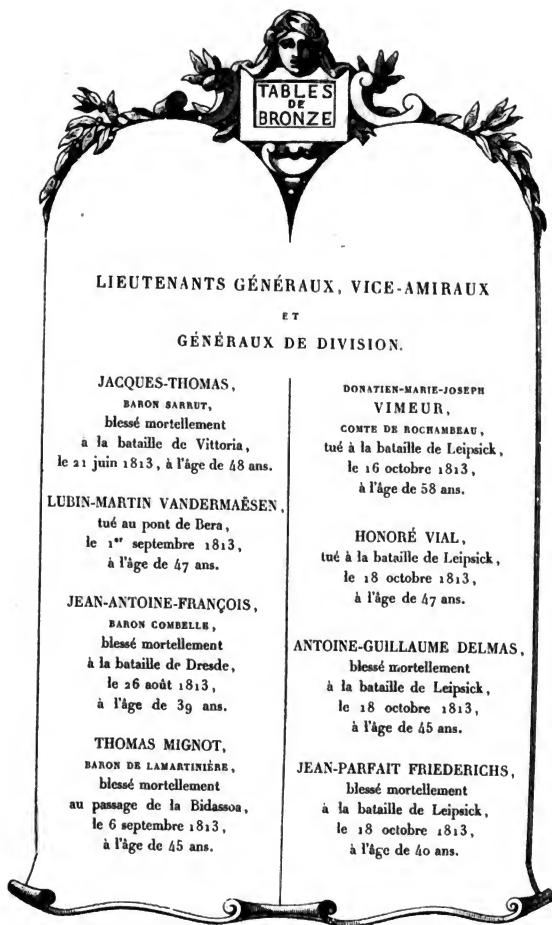 TABLES
DE
BRONZE
LIEUTENANTS GÉNÉRAUX, VICE-AMIRAUX
ET
GÉNÉRAUX DE DIVISION.
JACQUES-THOMAS,
BARON SARRUT,
blessé mortellement
à la bataille de Vittoria,
le 21 juin 1813, à l'âge de 48 ans.
LUBIN-MARTIN VANDERMAËSEN,
tué au pont de Bera,
le 1er septembre 1813,
à l'âge de 47 ans.
JEAN-ANTOINE-FRANÇOIS,
BARON COMBELLE,
blessé mortellement
à la bataille de Dresde,
le 26 août 1813,
à l'âge de 39 ans.
THOMAS MIGNOT,
BARON DE LAMARTINIÈRE,
blessé mortellement
au passage de la Bidassoa,
le 6 septembre 1813,
à l'âge de 45 ans.
DONATIEN-MARIE-JOSEPH
VIMEUR,
COMTE DE ROCHAMBEAU,
tué à la bataille de Leipsick,
le 16 octobre 1813,
à l'âge de 58 ans.
HONORÉ VIAL,
tué à la bataille de Leipsick,
le 18 octobre 1813,
à l'âge de 47 ans.
ANTOINE-GUILLAUME DELMAS,
blessé mortellement
à la bataille de Leipsick,
le 18 octobre 1813,
à l'âge de 45 ans.
JEAN-PARFAIT FRIEDERICHS,
blessé mortellement
à la bataille de Leipsick,
le 18 octobre 1813,
à l'âge de 40 ans.